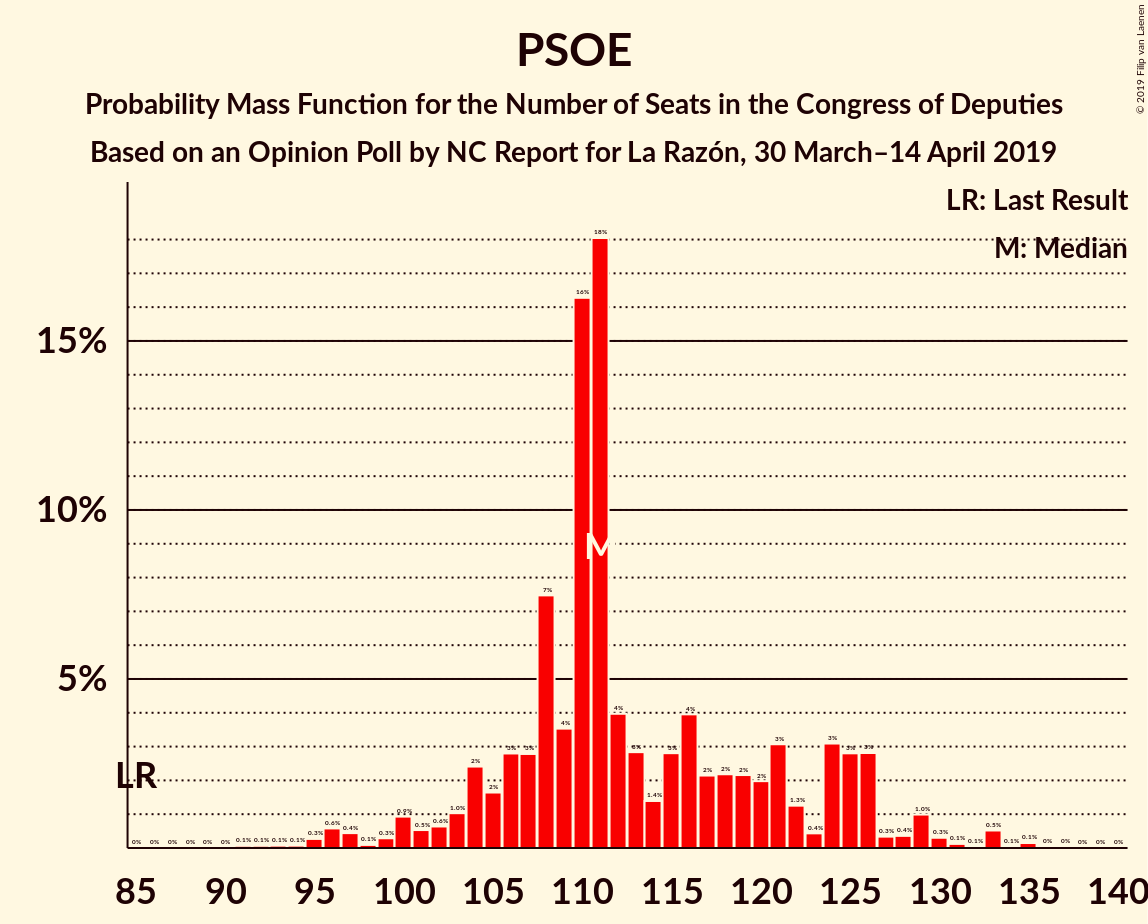 PSOE
Probability Mass Function for the Number of Seats in the Congress of Deputies
Based on an Opinion Poll by NC Report for La Razón, 30 March–14 April 2019
© 2019 Filip van Laenen
LR: Last Result
M: Median
15%
10%
5%
LR
M
0% 0% 0% 0% 0% 0% 0.1% 0.1% 0.1% 0.1% 0.3% 0.6% 0.4% 0.1% 0.3% 0.9% 0.5% 0.6% 1.0% 2% 2% 3% 3% 7% 4% 16% 18% 4% 3% 1.4% 3% 4% 2% 2% 2% 2% 3% 1.3% 0.4% 3% 3% 3% 0.3% 0.4% 1.0% 0.3% 0.1% 0.1% 0.5% 0.1% 0.1% 0% 0% 0% 0% 0%
85 90 95 100 105 110 115 120 125 130 135 140